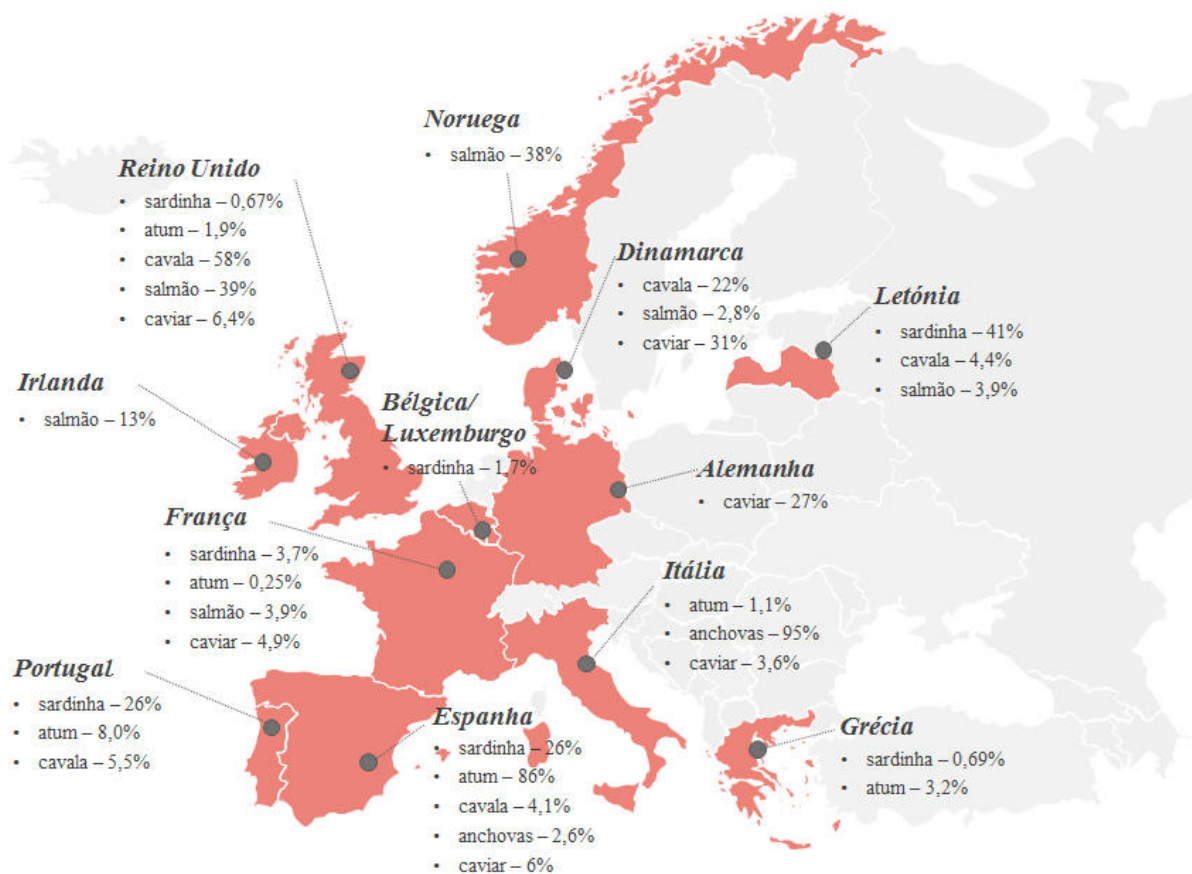 Noruega
• salmão – 38%
Reino Unido
• sardinha – 0,67%
• atum – 1,9%
• cavala – 58%
• salmão – 39%
• caviar – 6,4%
Dinamarca
• cavala – 22%
• salmão – 2,8%
• caviar – 31%
Letónia
• sardinha – 41%
• cavala – 4,4%
• salmão – 3,9%
Irlanda
• salmão – 13%
Bélgica/
Luxemburgo
• sardinha – 1,7%
Alemanha
• caviar – 27%
França
• sardinha – 3,7%
• atum – 0,25%
• salmão – 3,9%
• caviar – 4,9%
Itália
• atum – 1,1%
• anchovas – 95%
• caviar – 3,6%
Portugal
• sardinha – 26%
• atum – 8,0%
• cavala – 5,5%
Espanha
• sardinha – 26%
• atum – 86%
• cavala – 4,1%
• anchovas – 2,6%
• caviar – 6%
Grécia
• sardinha – 0,69%
• atum – 3,2%